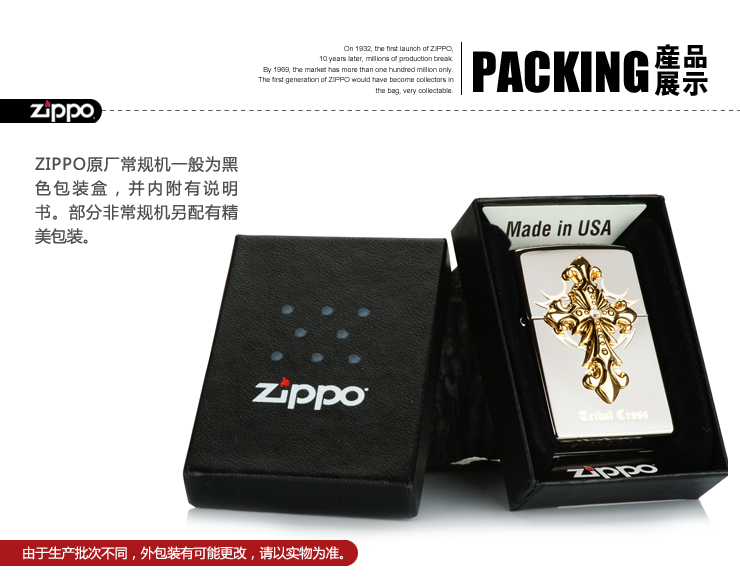 On 1932, the first launch of ZIPPO,
10 years later, millions of production break.
By 1969, the market has more than one hundred million only.
The first generation of ZIPPO would have become collectors in
the bag, very collectable.
PACKING
産品
展示
zippo
ZIPPO原厂常规机一般为黑
色包装盒，并内附有说明
书。部分非常规机另配有精
美包装。
Made in USA
Tribal Cross
zippo
zippo
由于生产批次不同，外包装有可能更改，请以实物为准。